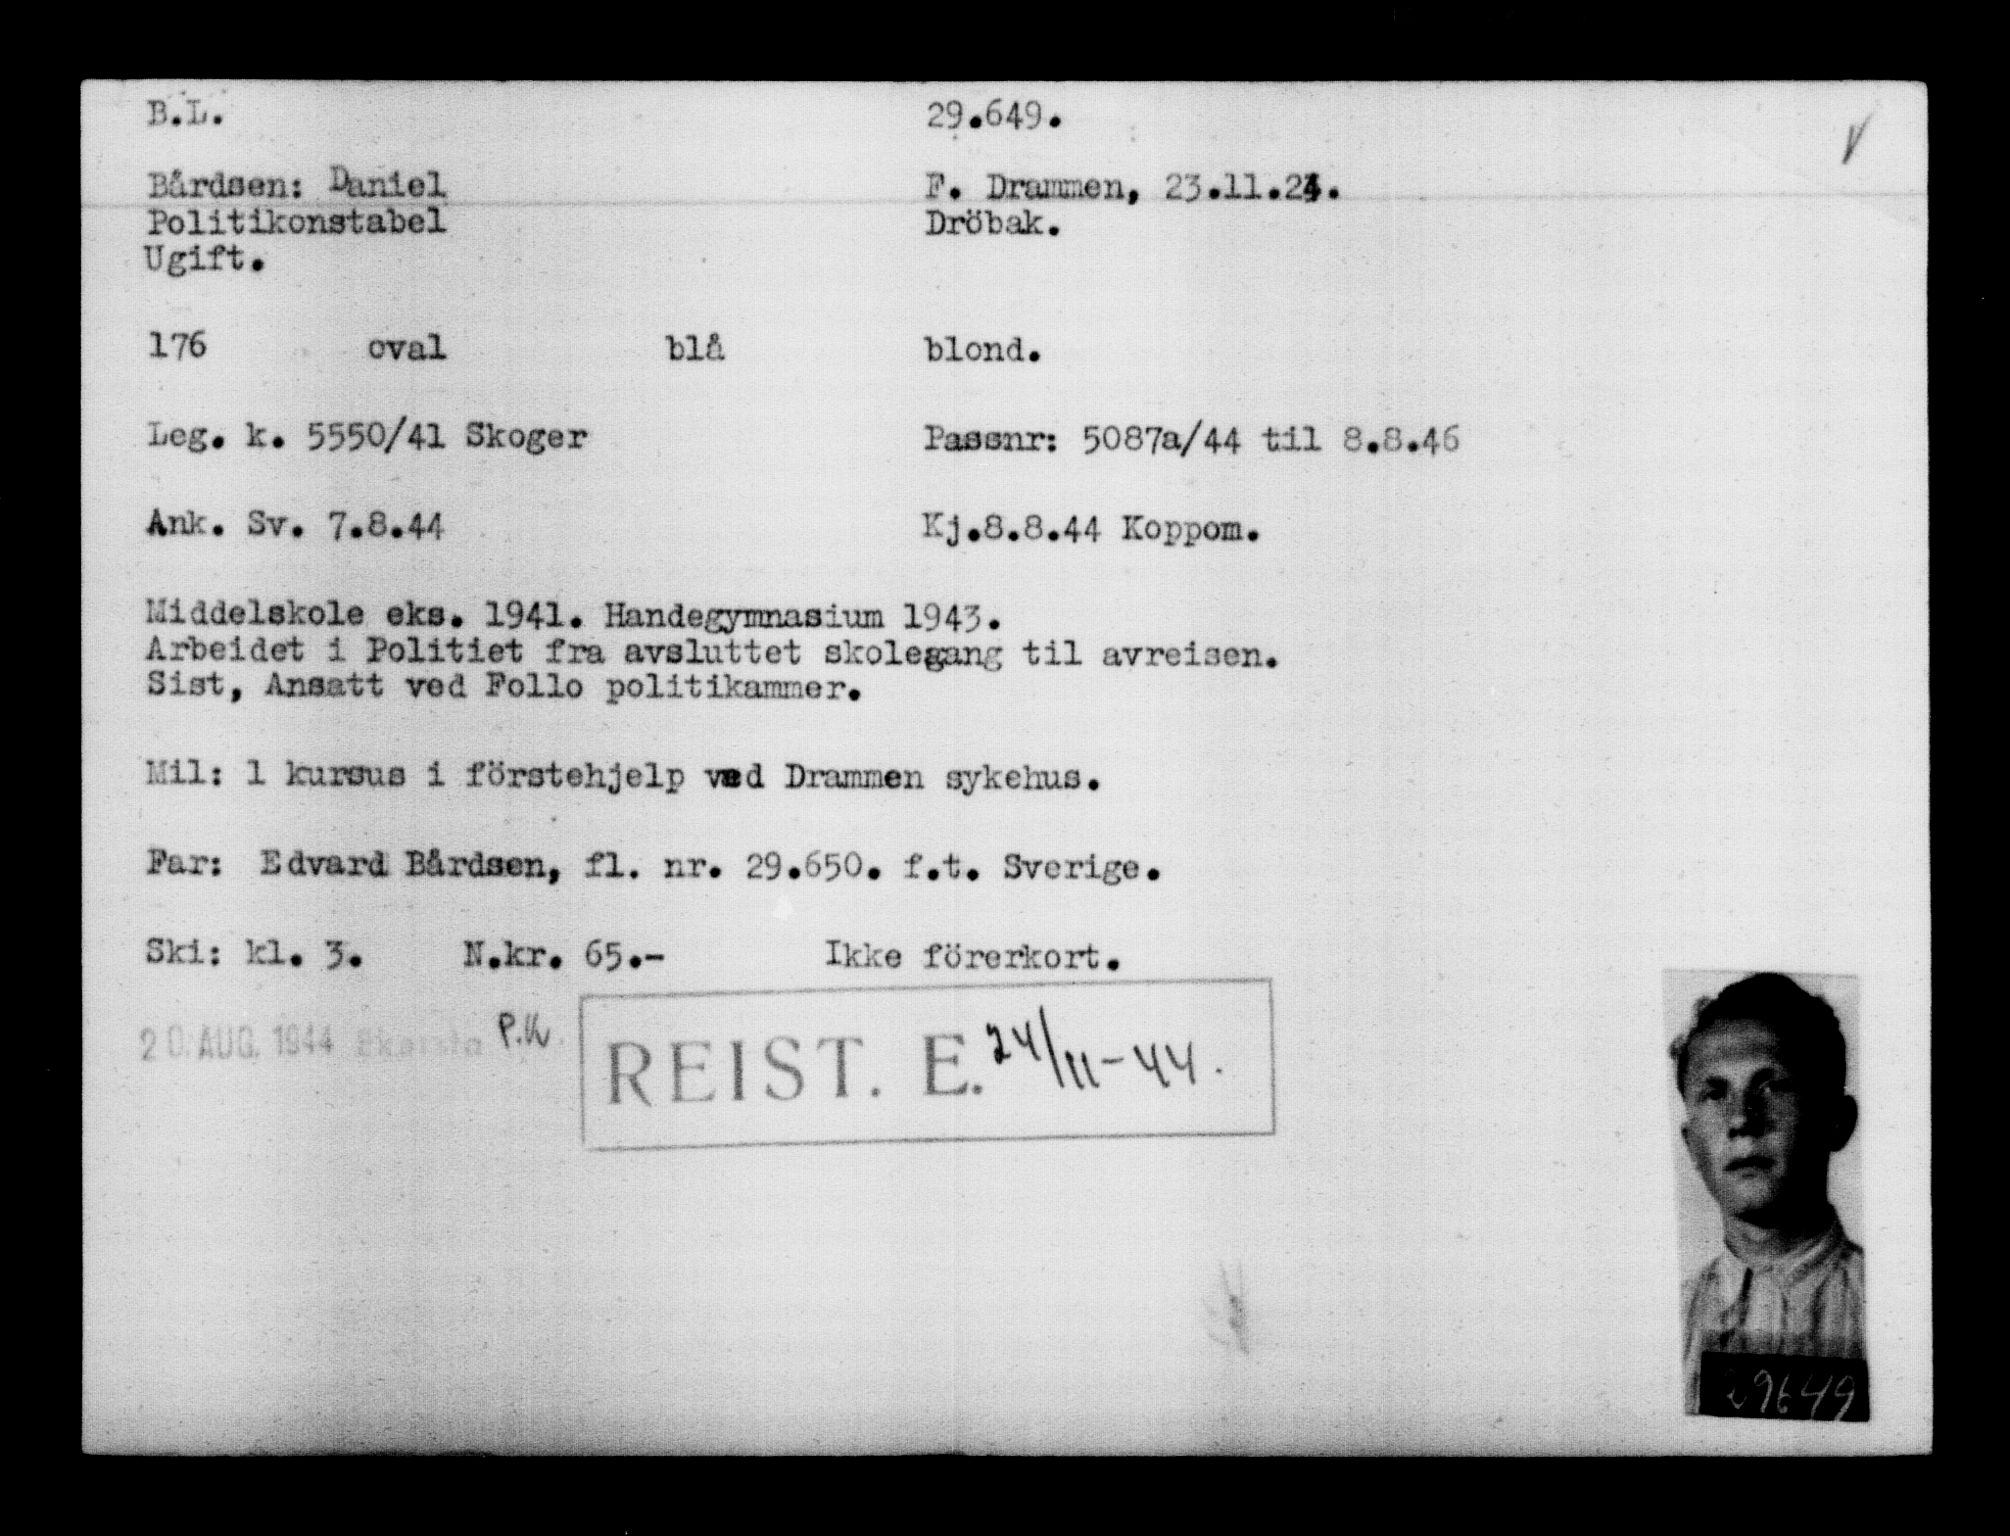 B.L. 29.649.
Bårdsen: Daniel F. Drammen, 23.11.24.
Politikonstabel Dröbak.
Ugift.
176 oval blå blond.
Leg. k. 5550/41 Skoger Passnr: 5087a/44 til 8.8.46
Ank. Sv. 7.8.44 Kj.8.8.44 Koppom.
Middelskole eks. 1941. Handegymnasium 1943.
Arbeidet i Politiet fra avsluttet skolegang til avreisen.
Sist, Ansatt ved Follo politikammer.
Mil: 1 kursus i förstehjelp ved Drammen sykehus.
Far: Edvard Bårdsen, fl. nr. 29.650. f.t. Sverige.
Ski: kl. 3. N.kr. 65.- Ikke förerkort.
20. AUG. 1944 P.K.
REIST. E. 24/11-44.
29649